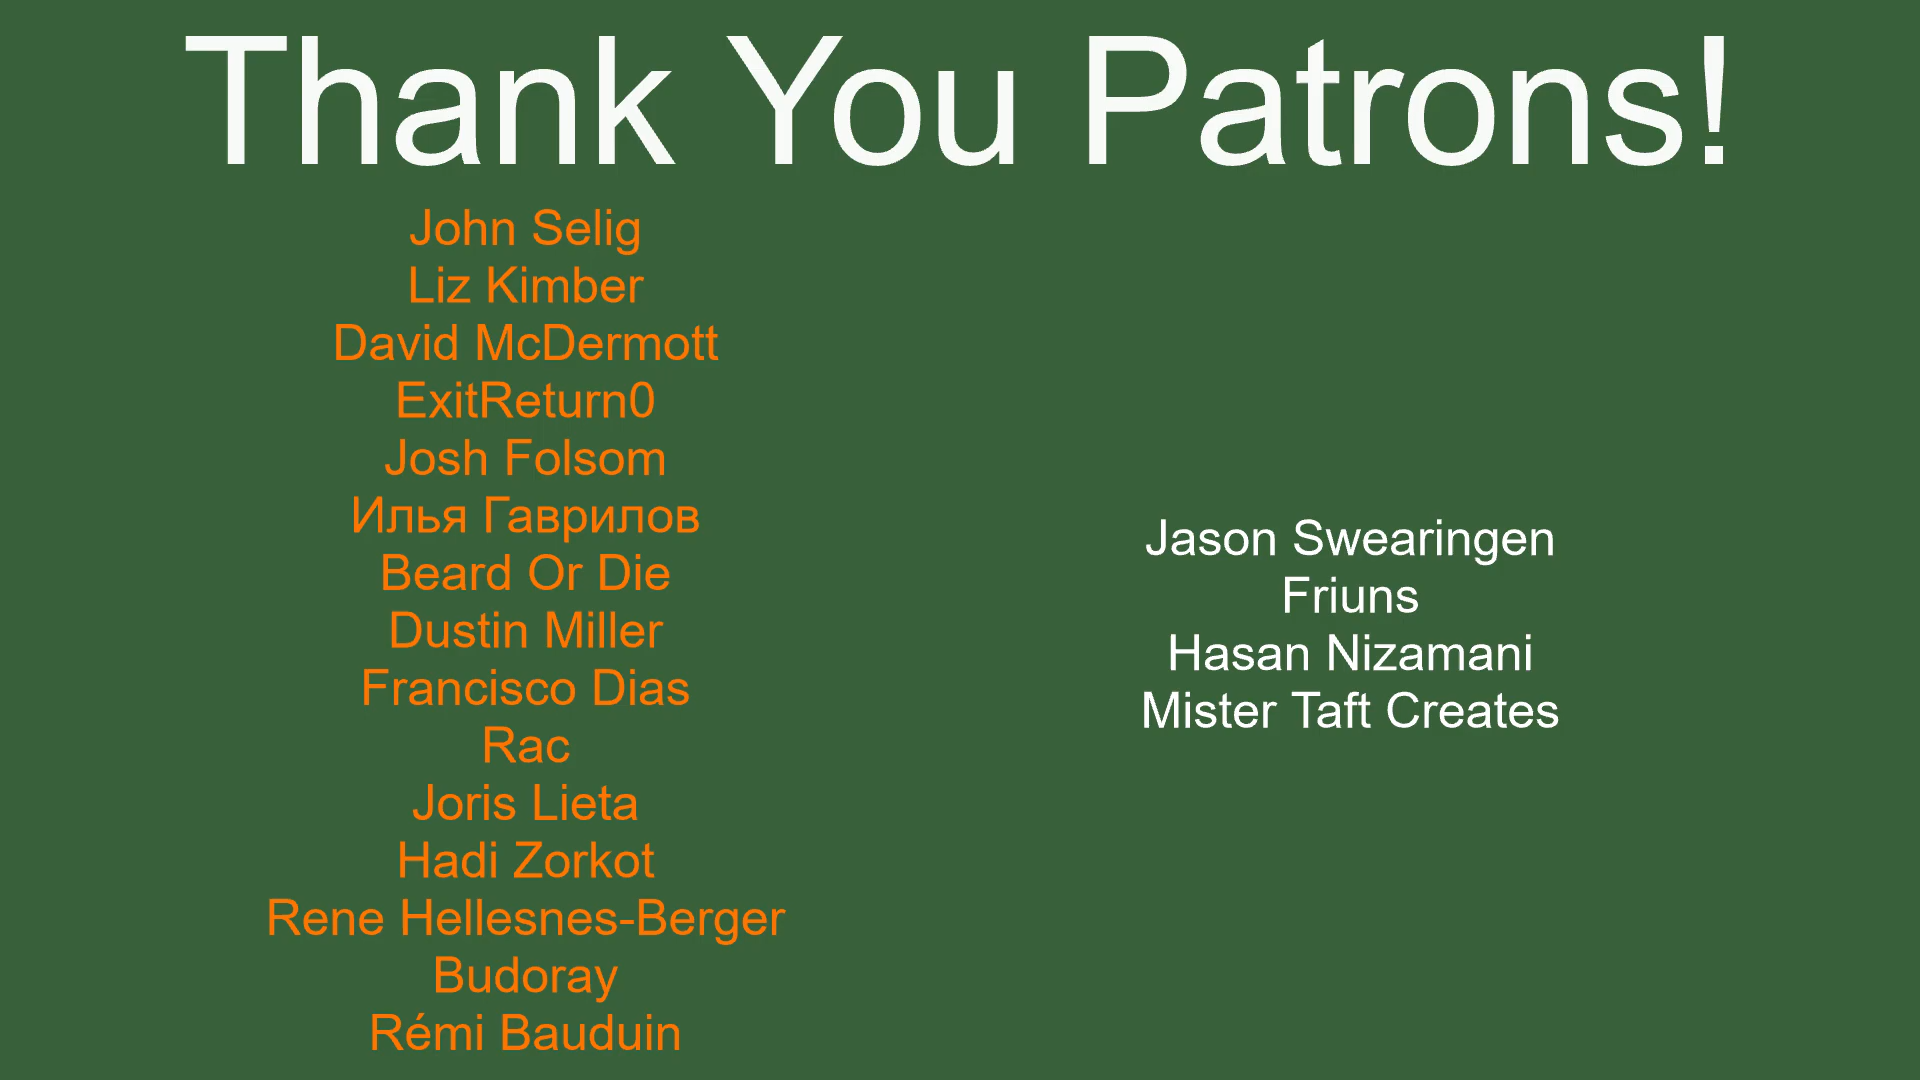 Thank You Patrons!
John Selig
Liz Kimber
David McDermott
ExitReturn0
Josh Folsom
Илья Гаврилов
Beard Or Die
Dustin Miller
Francisco Dias
Rac
Joris Lieta
Hadi Zorkot
Rene Hellesnes-Berger
Budoray
Rémi Bauduin
Jason Swearingen
Friuns
Hasan Nizamani
Mister Taft Creates